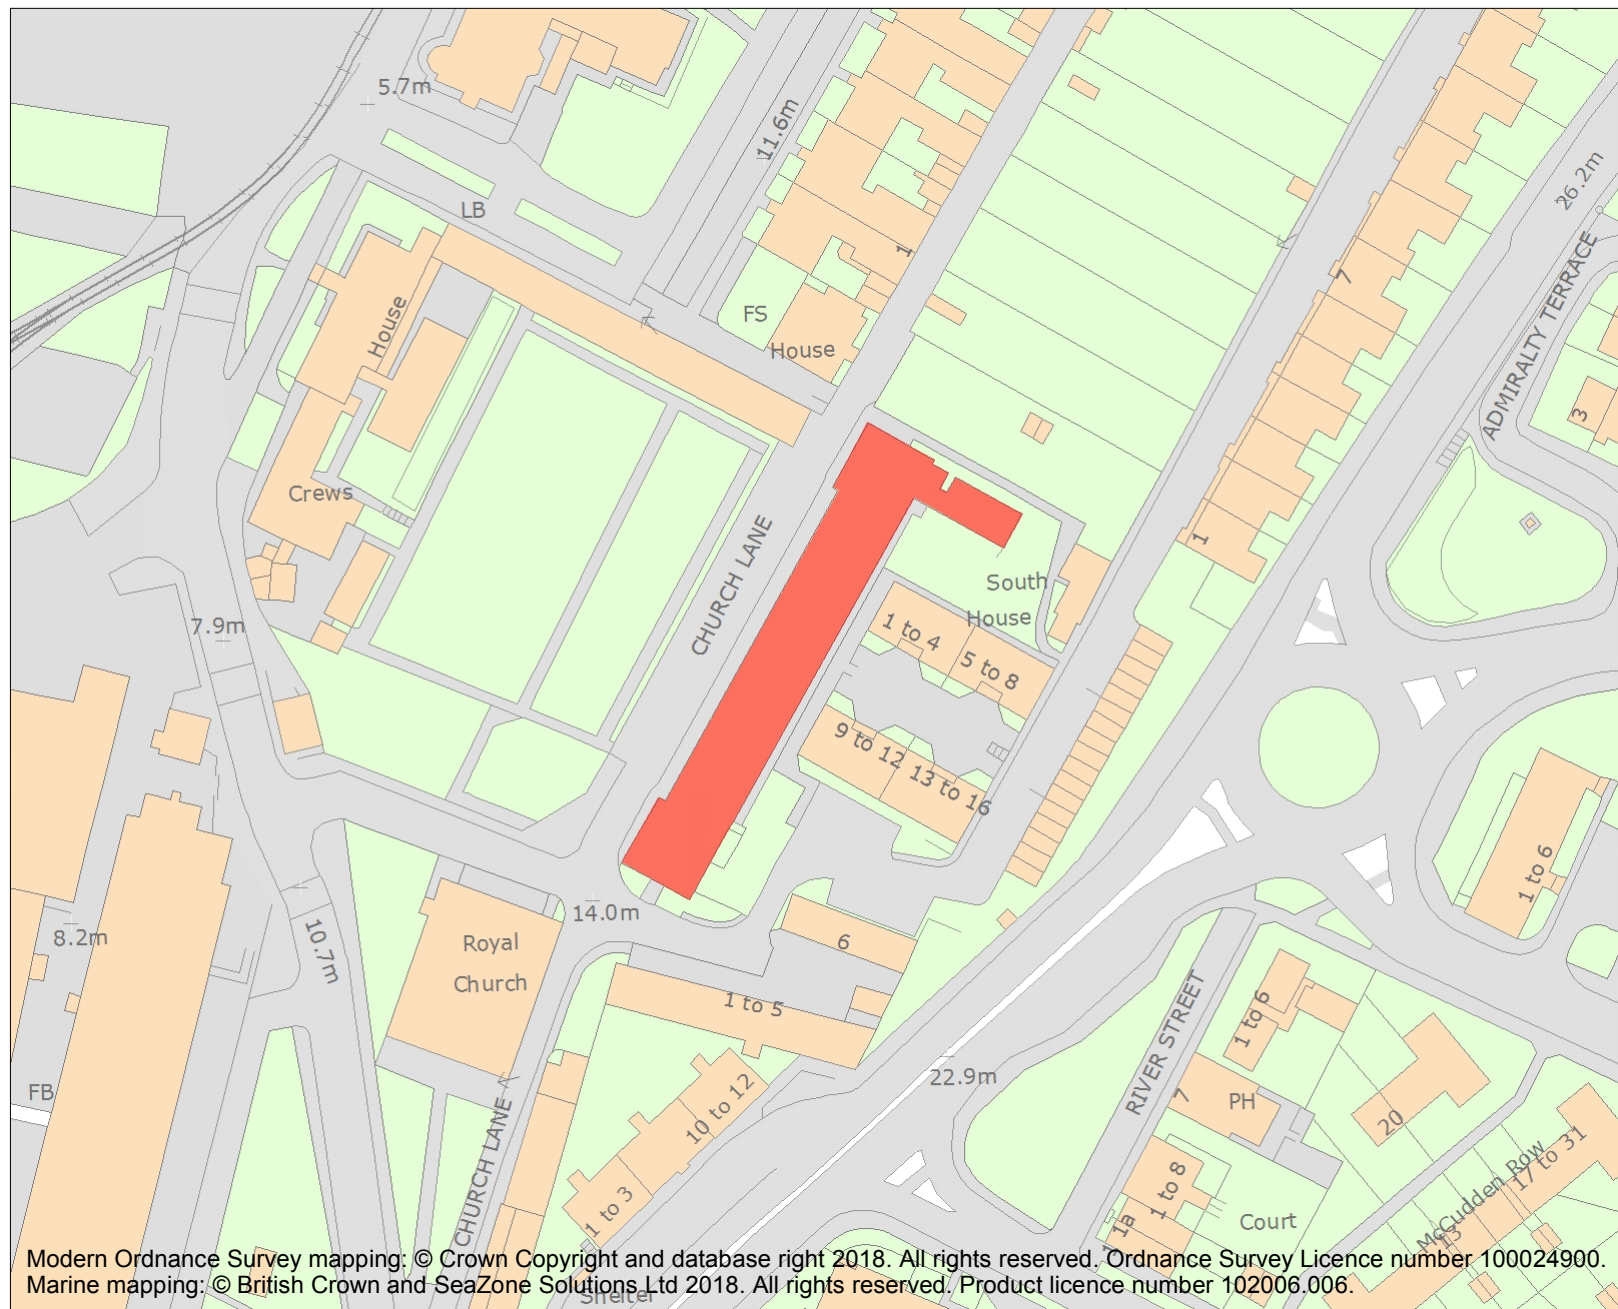 5.7m
11.6m
LB
1
26.2m
7
ADMIRALTY TERRACE
FS
House
House
3
Crews
CHURCH LANE
1
South
House
1 to 4
5 to 8
7.9m
9 to 12
13 to 16
14.0m
8.2m
10.7m
Royal
Church
6
1 to 6
1 to 5
RIVER STREET
1 to 6
22.9m
FB
10 to 12
7
PH
20
CHURCH LANE
1 to 3
1 to 8
1a
Court
McCudden Row
17 to 31
13
Modern Ordnance Survey mapping: © Crown Copyright and database right 2018. All rights reserved. Ordnance Survey Licence number 100024900.
Marine mapping: © British Crown and SeaZone Solutions Ltd 2018. All rights reserved. Product licence number 102006.006.
Shelter